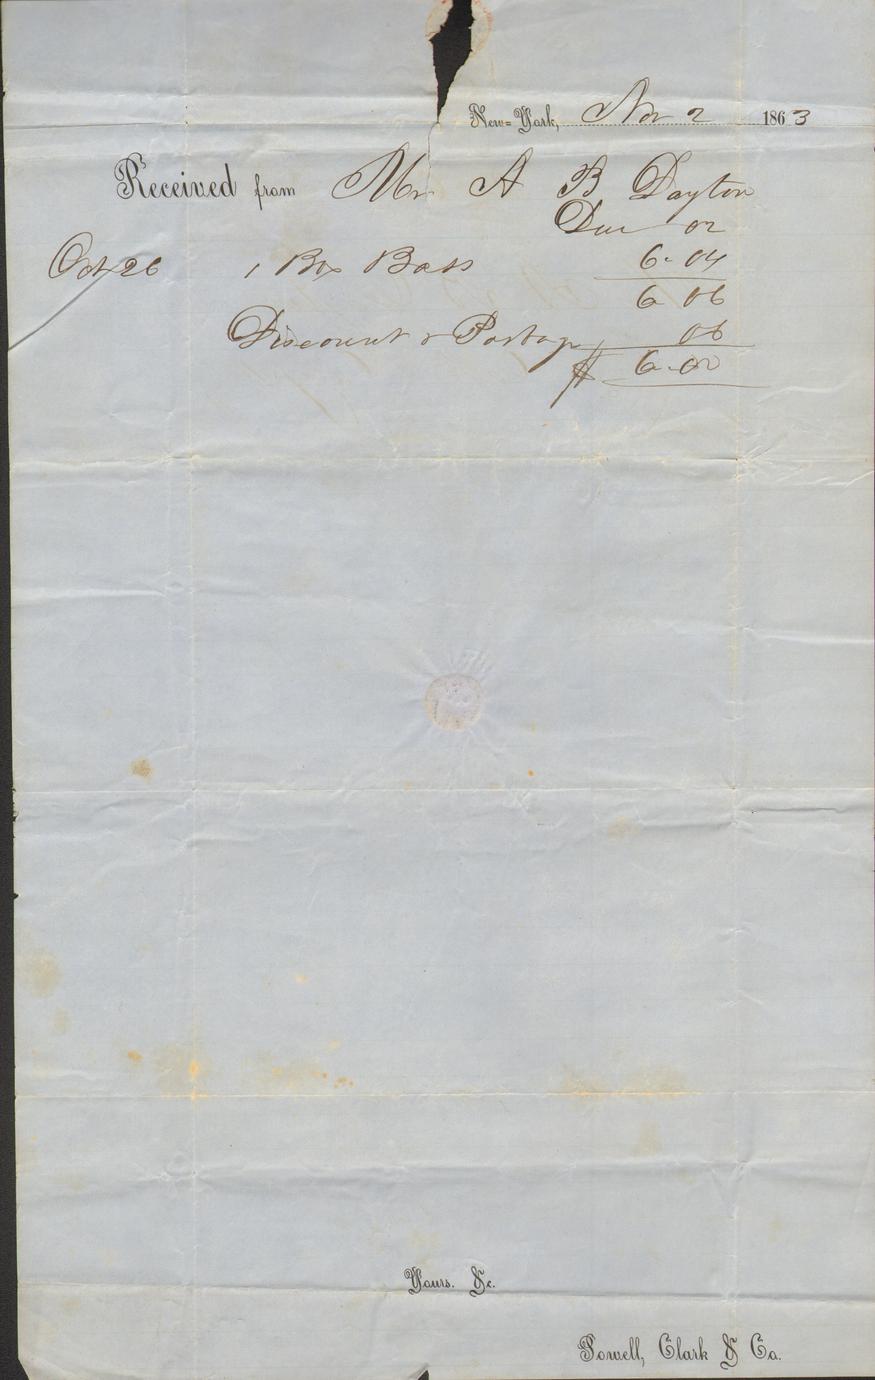 New-York, Nov 2 1863
Received from Mr A B Dayton
Due 02
Oct 26 1 Box Bass 6.04
6 06
Discount & Postage 06
$ 6.00
Yours. &c.
Powell, Clark & Co.